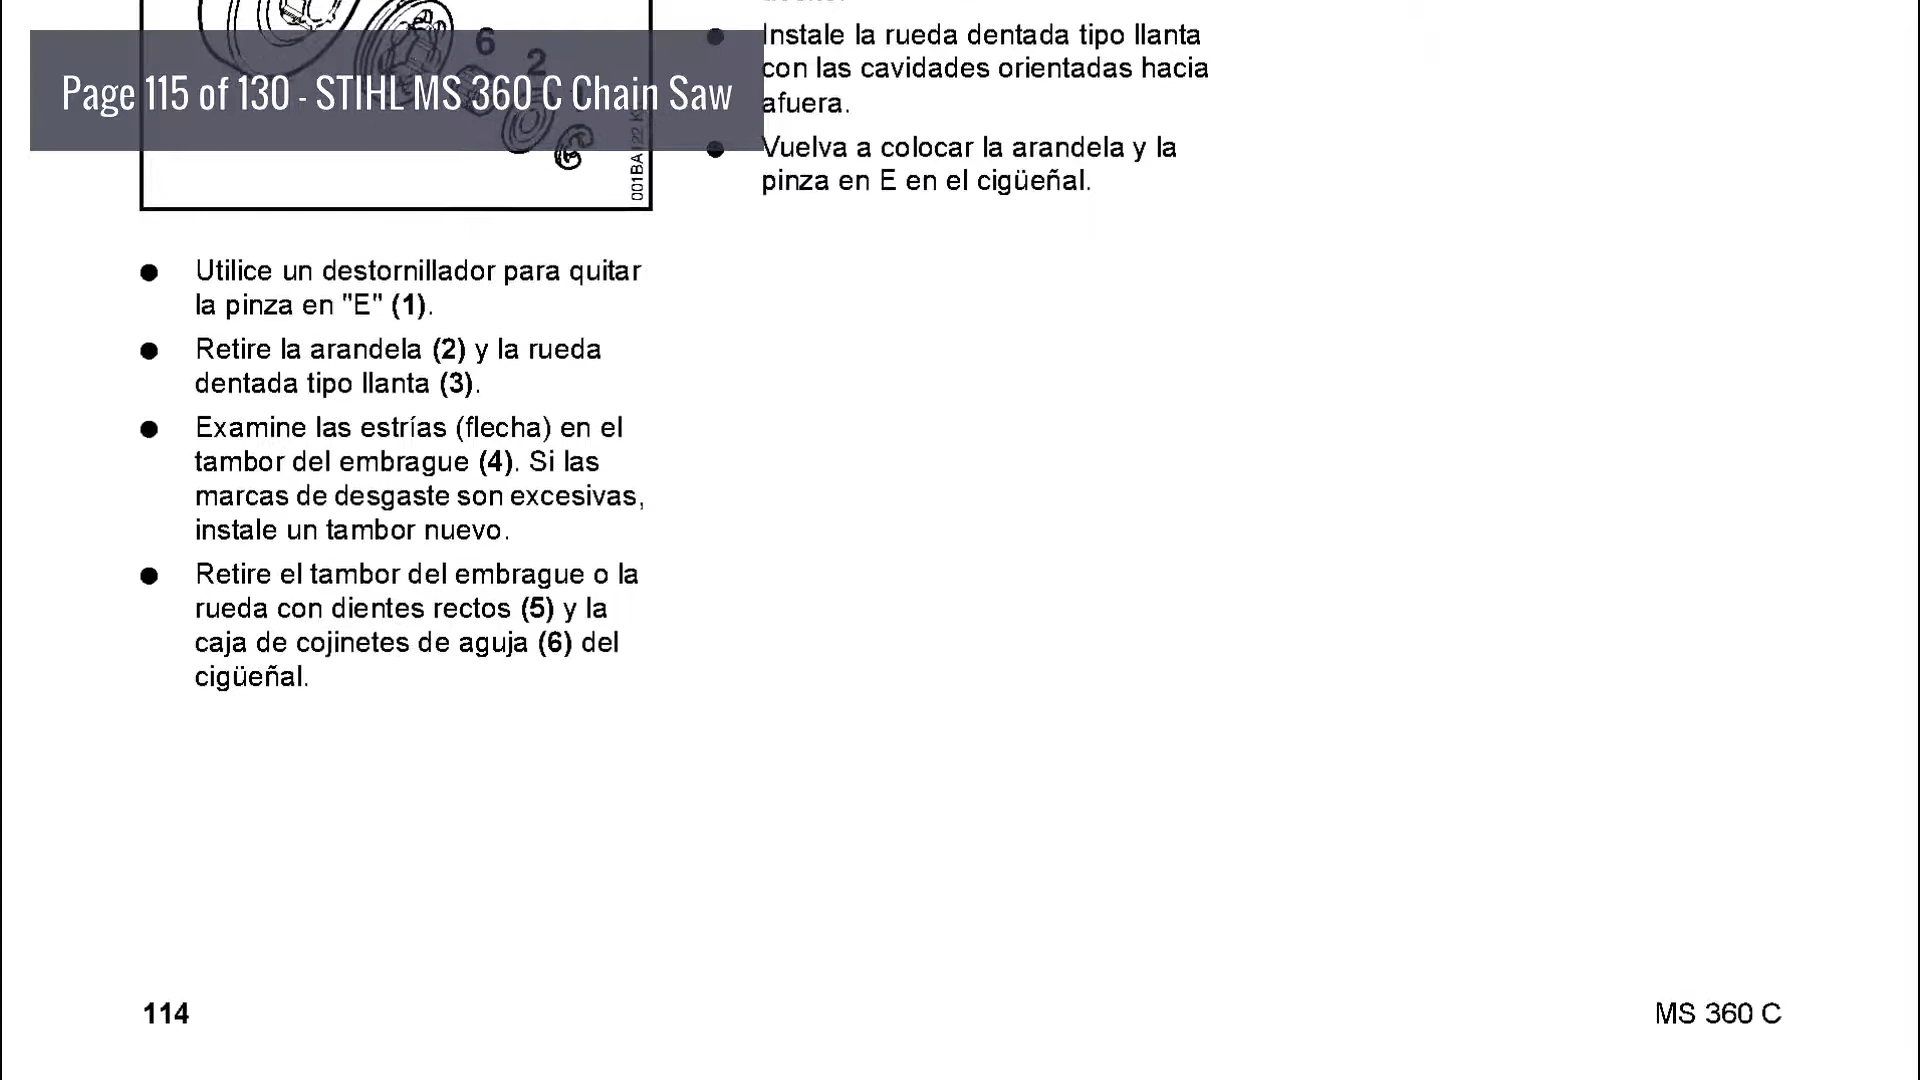 Page 115 of 130 - STIHL MS 360 C Chain Saw
6
2
001BA122 K
Utilice un destornillador para quitar
la pinza en "E" (1).
Retire la arandela (2) y la rueda
dentada tipo llanta (3).
Examine las estrías (flecha) en el
tambor del embrague (4). Si las
marcas de desgaste son excesivas,
instale un tambor nuevo.
Retire el tambor del embrague o la
rueda con dientes rectos (5) y la
caja de cojinetes de aguja (6) del
cigüeñal.
Instale la rueda dentada tipo llanta
con las cavidades orientadas hacia
afuera.
Vuelva a colocar la arandela y la
pinza en E en el cigüeñal.
114
MS 360 C